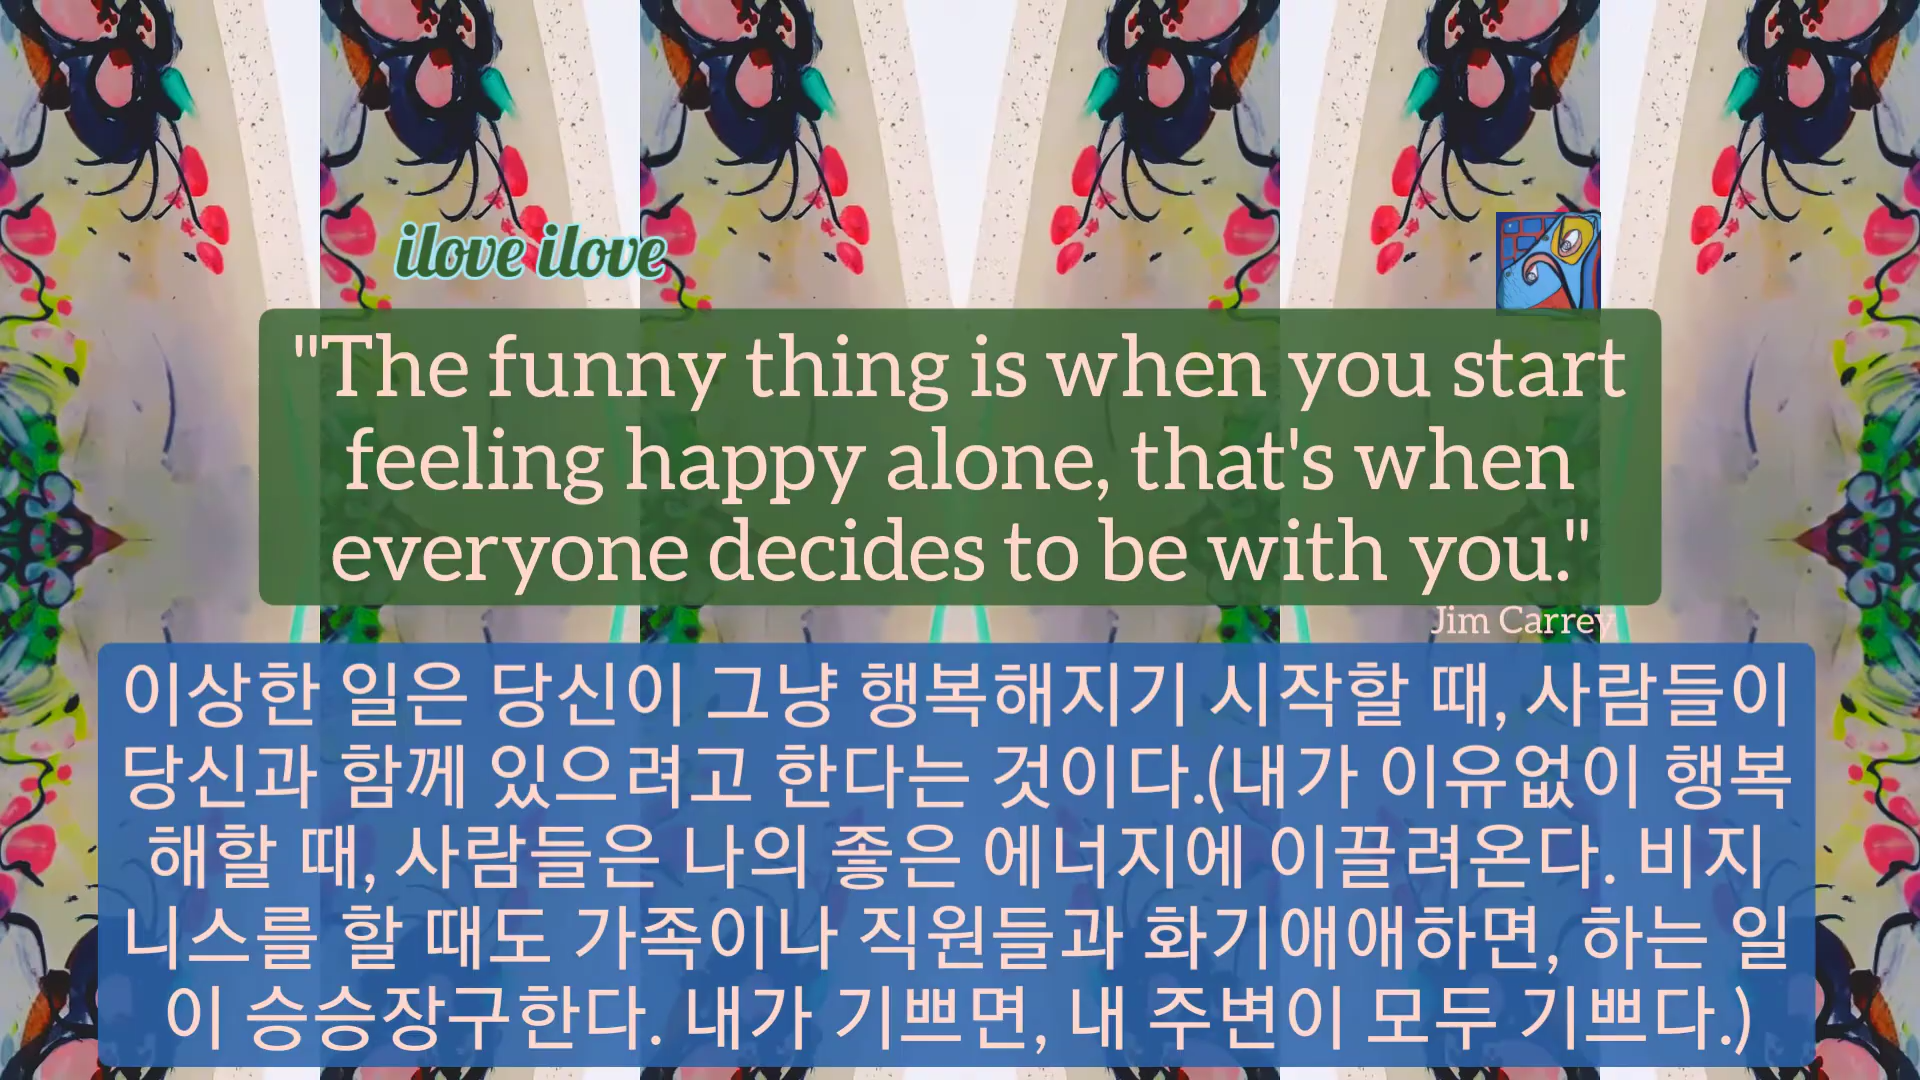 ilove ilove
"The funny thing is when you start
feeling happy alone, that's when
everyone decides to be with you."
Jim Carrey
이상한 일은 당신이 그냥 행복해지기 시작할 때, 사람들이
당신과 함께 있으려고 한다는 것이다.(내가 이유없이 행복
해할 때, 사람들은 나의 좋은 에너지에 이끌려온다. 비지
니스를 할 때도 가족이나 직원들과 화기애애하면, 하는 일
이 승승장구한다. 내가 기쁘면, 내 주변이 모두 기쁘다.)